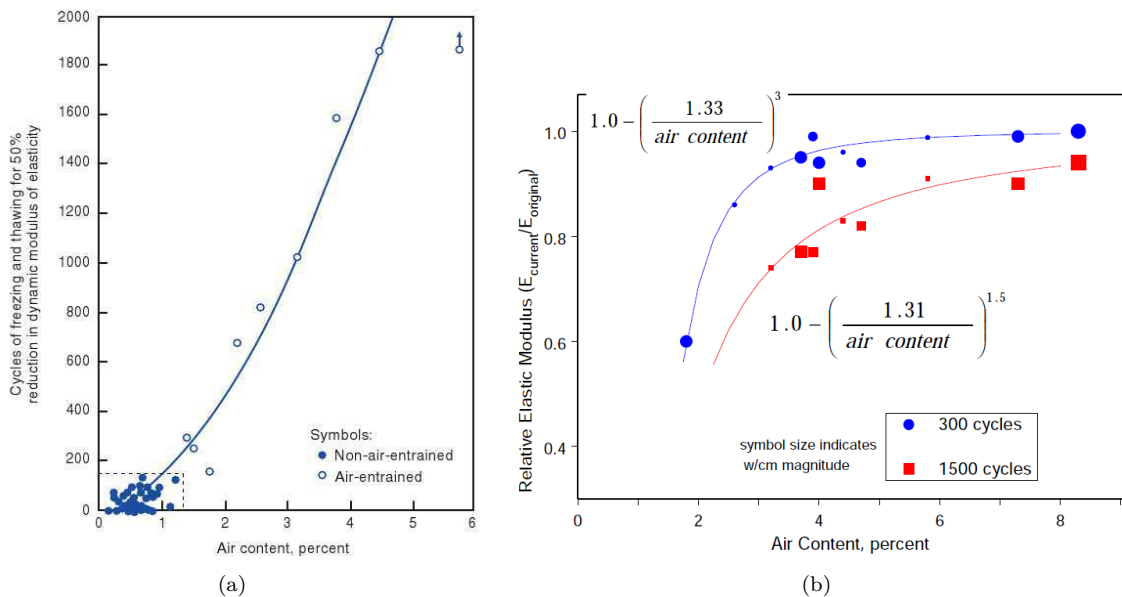 2000
1800
1600
1400
1200
1000
800
600
400
200
0
Cycles of freezing and thawing for 50%
reduction in dynamic modulus of elasticity
Symbols:
Non-air-entrained
Air-entrained
0 1 2 3 4 5 6
Air content, percent
(a)
1.0 − ( 1.33 / air content )^3
1.0
0.8
0.6
0.4
Relative Elastic Modulus (E_current/E_original)
1.0 − ( 1.31 / air content )^1.5
symbol size indicates
w/cm magnitude
300 cycles
1500 cycles
0 2 4 6 8
Air Content, percent
(b)